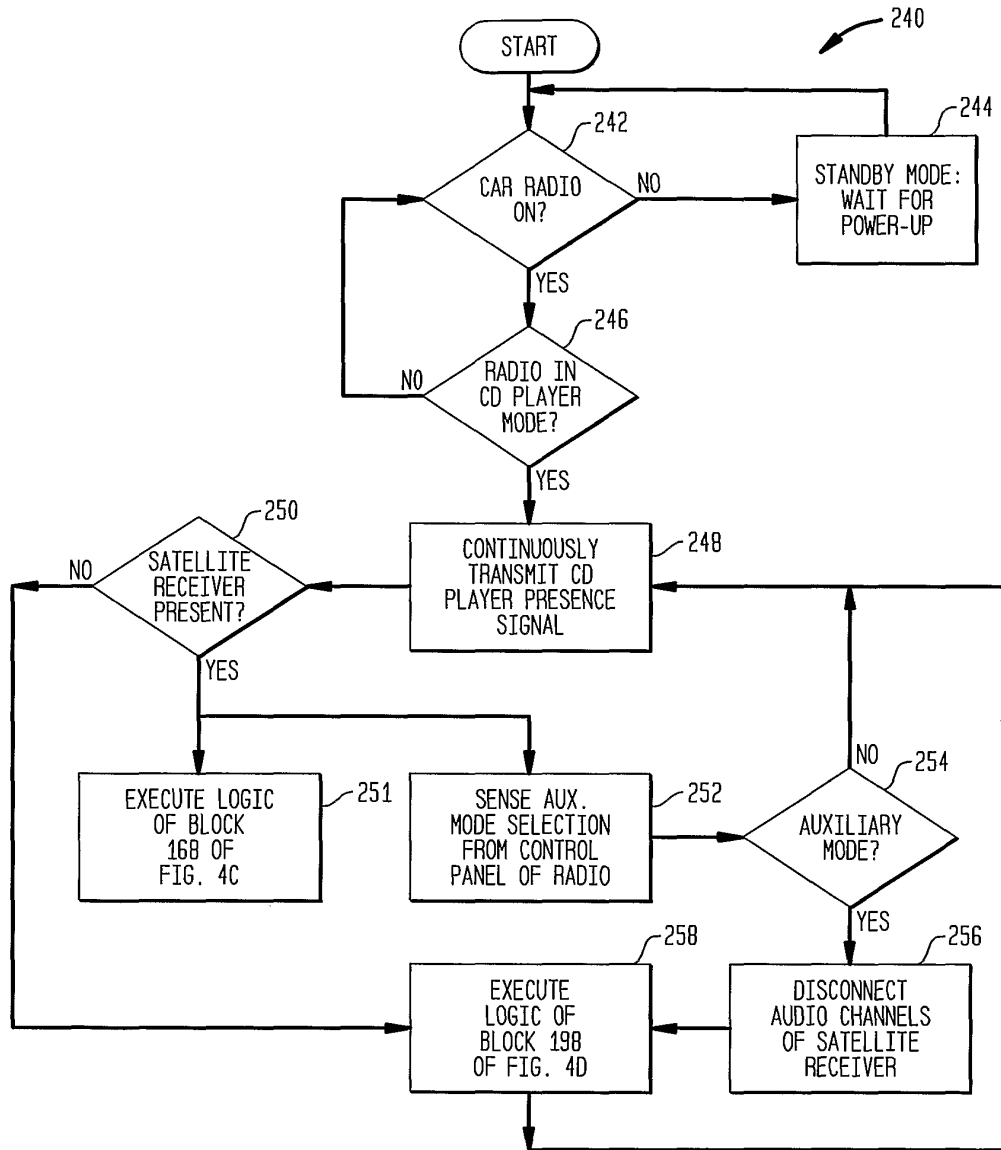 240
START
242
244
CAR RADIO
ON?
NO
STANDBY MODE:
WAIT FOR
POWER-UP
YES
246
RADIO IN
CD PLAYER
MODE?
NO
YES
250
SATELLITE
RECEIVER
PRESENT?
NO
YES
248
CONTINUOUSLY
TRANSMIT CD
PLAYER PRESENCE
SIGNAL
251
EXECUTE LOGIC
OF BLOCK
168 OF
FIG. 4C
252
SENSE AUX.
MODE SELECTION
FROM CONTROL
PANEL OF RADIO
NO
254
AUXILIARY
MODE?
YES
258
EXECUTE
LOGIC OF
BLOCK 198
OF FIG. 4D
256
DISCONNECT
AUDIO CHANNELS
OF SATELLITE
RECEIVER